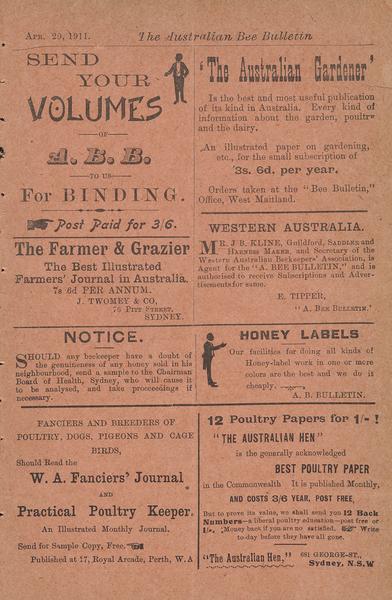 Apr. 29, 1911. The Australian Bee Bulletin
SEND
YOUR
VOLUMES
—OF—
A. B. B.
—TO US—
For BINDING.
Post Paid for 3/6.
The Farmer & Grazier
The Best Illustrated
Farmers' Journal in Australia.
7s 6d PER ANNUM.
J. TWOMEY & CO,
76 Pitt Street,
SYDNEY.
'The Australian Gardener'
Is the best and most useful publication
of its kind in Australia. Every kind of
information about the garden, poultry
and the dairy.
An illustrated paper on gardening,
etc., for the small subscription of
3s. 6d, per year.
Orders taken at the "Bee Bulletin,"
Office, West Maitland.
WESTERN AUSTRALIA.
MR. J B. KLINE, Guildford, Saddler and
Harness Maker, and Secretary of the
Western Australian Beekeepers' Association, is
Agent for the "A. BEE BULLETIN," and is
authorised to receive Subscriptions and Adver-
tisements for same.
E. TIPPER,
"A. Bee Bulletin.'
NOTICE.
SHOULD any beekeeper have a doubt of
the genuineness of any honey sold in his
neighbourhood, send a sample to the Chairman
Board of Health, Sydney, who will cause it
to be analysed, and take proceedings if
necessary.
HONEY LABELS
Our facilities for doing all kinds of
Honey-label work in one or more
colors are the best and we do it
cheaply.
A. B. BULLETIN.
FANCIERS AND BREEDERS OF
POULTRY, DOGS, PIGEONS AND CAGE
BIRDS,
Should Read the
W. A. Fanciers' Journal
AND
Practical Poultry Keeper.
An Illustrated Monthly Journal.
Send for Sample Copy, Free.
Published at 17, Royal Arcade, Perth, W.A
12 Poultry Papers for 1/- !
"THE AUSTRALIAN HEN"
is the generally acknowledged
BEST POULTRY PAPER
in the Commonwealth It is published Monthly,
AND COSTS 3/6 YEAR, POST FREE,
But to prove its value, we shall send you 12 Back
Numbers—a liberal poultry education—post free or
1/-. Money back if you are no satisfied. Write
to-day before they have all gone.
"The Australian Hen," 681 GEORGE-ST.,
Sydney, N.S.W